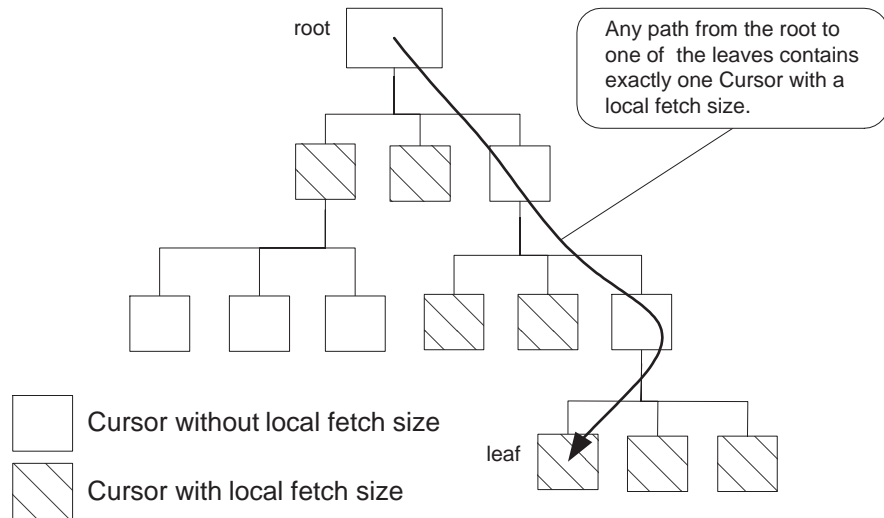 root
Any path from the root to
one of the leaves contains
exactly one Cursor with a
local fetch size.
Cursor without local fetch size
leaf
Cursor with local fetch size